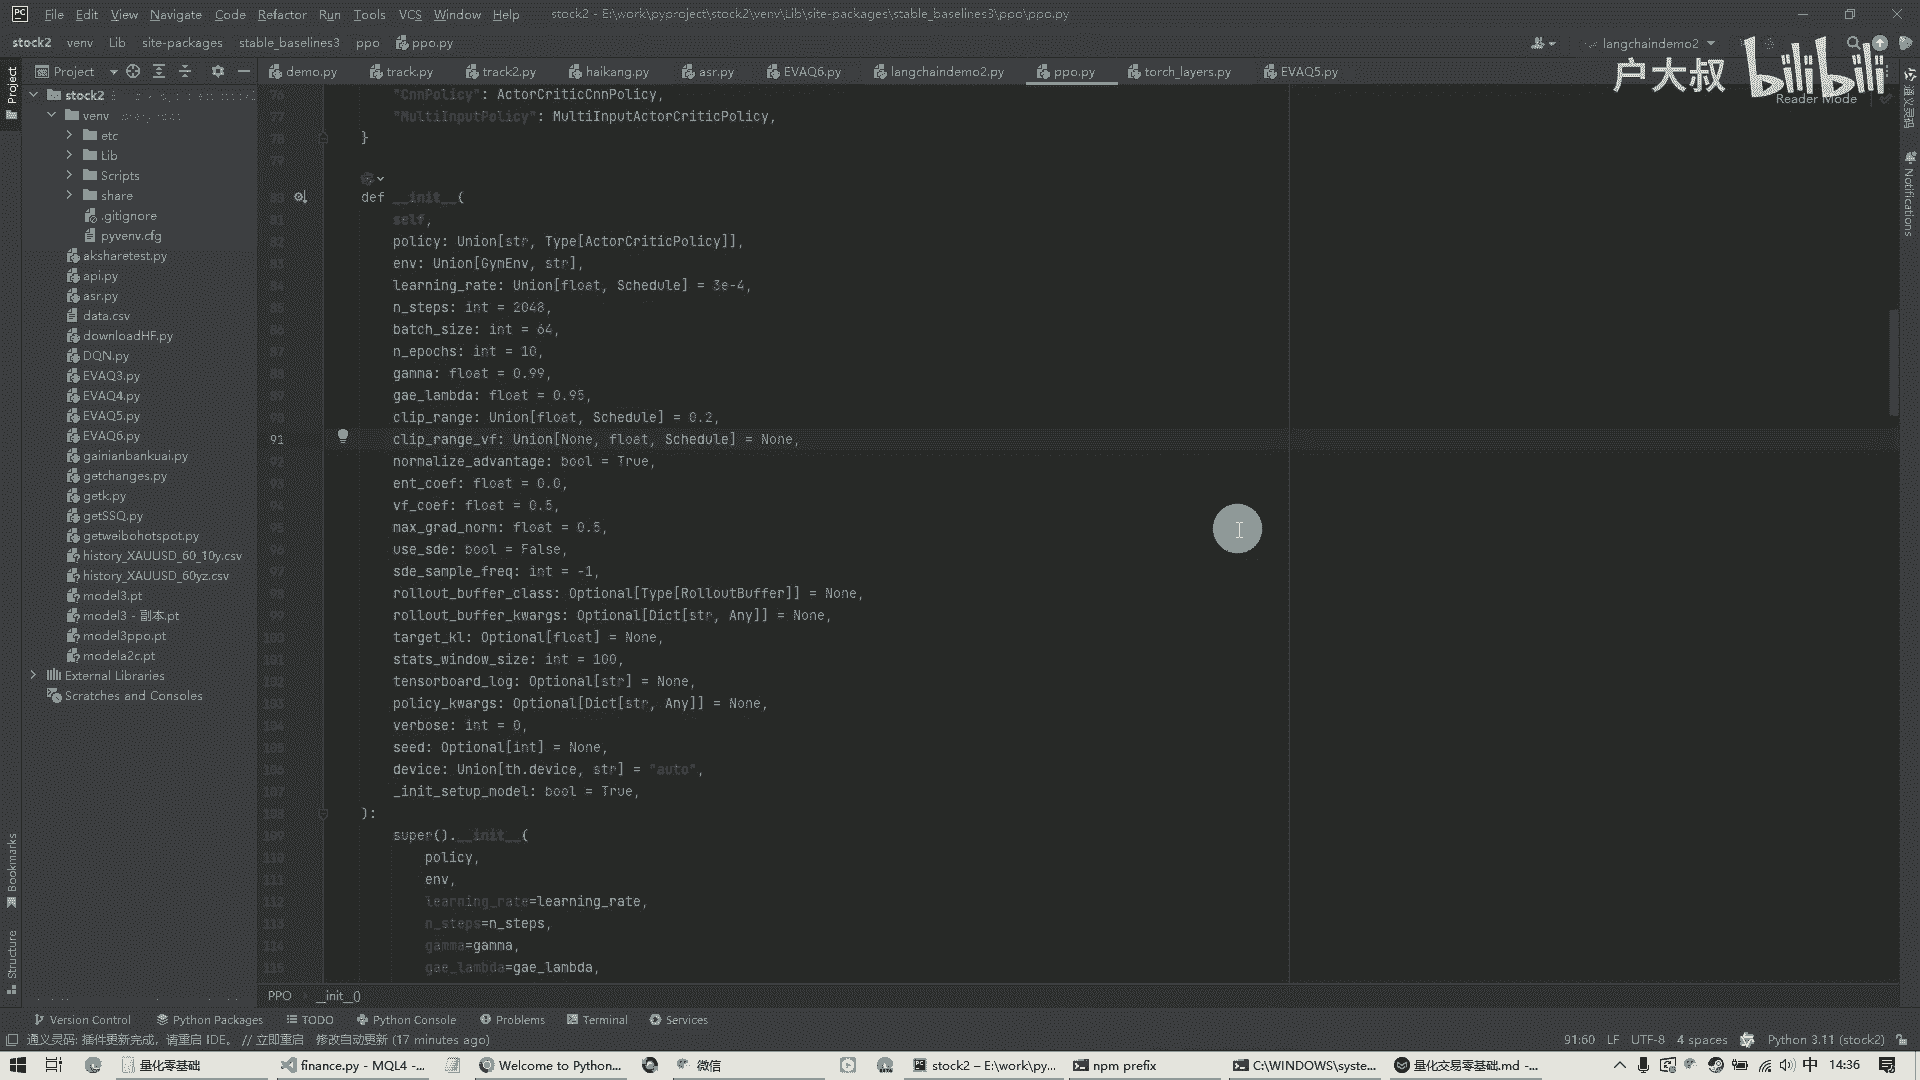 File Edit View Navigate Code Refactor Run Tools VCS Window Help stock2 – E:\work\pyproject\stock2\venv\Lib\site-packages\stable_baselines3\ppo\ppo.py
stock2 venv Lib site-packages stable_baselines3 ppo ppo.py langchaindemo2
户大叔 bilibili
Project demo.py track.py track2.py haikang.py asr.py EVAQ6.py langchaindemo2.py ppo.py torch_layers.py EVAQ5.py
Reader Mode
Project
通义灵码
Notifications
Bookmarks
Structure
stock2
venv
etc
Lib
Scripts
share
.gitignore
pyvenv.cfg
aksharetest.py
api.py
asr.py
data.csv
downloadHF.py
DQN.py
EVAQ3.py
EVAQ4.py
EVAQ5.py
EVAQ6.py
gainianbankuai.py
getchanges.py
getk.py
getSSQ.py
getweibohotspot.py
history_XAUUSD_60_10y.csv
history_XAUUSD_60yz.csv
model3.pt
model3 - 副本.pt
model3ppo.pt
modela2c.pt
External Libraries
Scratches and Consoles
76 "CnnPolicy": ActorCriticCnnPolicy,
77 "MultiInputPolicy": MultiInputActorCriticPolicy,
78 }
79
80 def __init__(
81 self,
82 policy: Union[str, Type[ActorCriticPolicy]],
83 env: Union[GymEnv, str],
84 learning_rate: Union[float, Schedule] = 3e-4,
85 n_steps: int = 2048,
86 batch_size: int = 64,
87 n_epochs: int = 10,
88 gamma: float = 0.99,
89 gae_lambda: float = 0.95,
90 clip_range: Union[float, Schedule] = 0.2,
91 clip_range_vf: Union[None, float, Schedule] = None,
92 normalize_advantage: bool = True,
93 ent_coef: float = 0.0,
94 vf_coef: float = 0.5,
95 max_grad_norm: float = 0.5,
96 use_sde: bool = False,
97 sde_sample_freq: int = -1,
98 rollout_buffer_class: Optional[Type[RolloutBuffer]] = None,
99 rollout_buffer_kwargs: Optional[Dict[str, Any]] = None,
100 target_kl: Optional[float] = None,
101 stats_window_size: int = 100,
102 tensorboard_log: Optional[str] = None,
103 policy_kwargs: Optional[Dict[str, Any]] = None,
104 verbose: int = 0,
105 seed: Optional[int] = None,
106 device: Union[th.device, str] = "auto",
107 _init_setup_model: bool = True,
108 ):
109 super().__init__(
110 policy,
111 env,
112 learning_rate=learning_rate,
113 n_steps=n_steps,
114 gamma=gamma,
115 gae_lambda=gae_lambda,
PPO __init__()
Version Control Python Packages TODO Python Console Problems Terminal Services
通义灵码: 插件更新完成，请重启 IDE。 // 立即重启 修改自动更新 (17 minutes ago) 91:60 LF UTF-8 4 spaces Python 3.11 (stock2)
量化零基础 finance.py - MQL4 -... Welcome to Python... 微信 stock2 – E:\work\py... npm prefix C:\WINDOWS\syste... 量化交易零基础.md -... 中 14:36